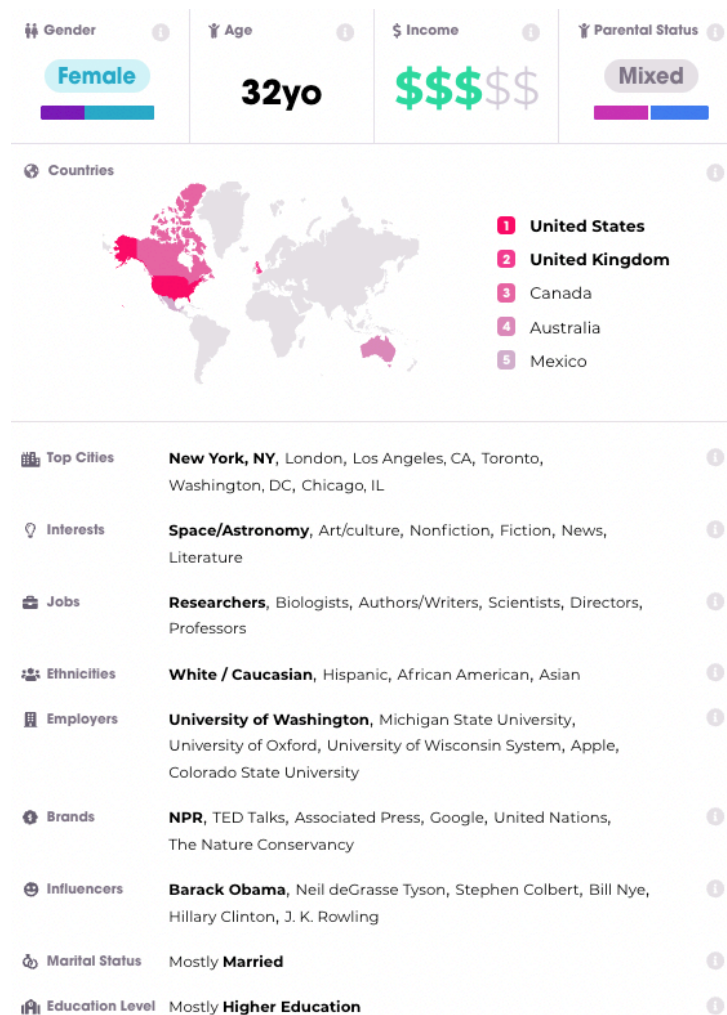 Gender
Age
$ Income
Parental Status
Female
32yo
$$$$$
Mixed
Countries
1 United States
2 United Kingdom
3 Canada
4 Australia
5 Mexico
Top Cities
New York, NY, London, Los Angeles, CA, Toronto,
Washington, DC, Chicago, IL
Interests
Space/Astronomy, Art/culture, Nonfiction, Fiction, News,
Literature
Jobs
Researchers, Biologists, Authors/Writers, Scientists, Directors,
Professors
Ethnicities
White / Caucasian, Hispanic, African American, Asian
Employers
University of Washington, Michigan State University,
University of Oxford, University of Wisconsin System, Apple,
Colorado State University
Brands
NPR, TED Talks, Associated Press, Google, United Nations,
The Nature Conservancy
Influencers
Barack Obama, Neil deGrasse Tyson, Stephen Colbert, Bill Nye,
Hillary Clinton, J. K. Rowling
Marital Status
Mostly Married
Education Level
Mostly Higher Education